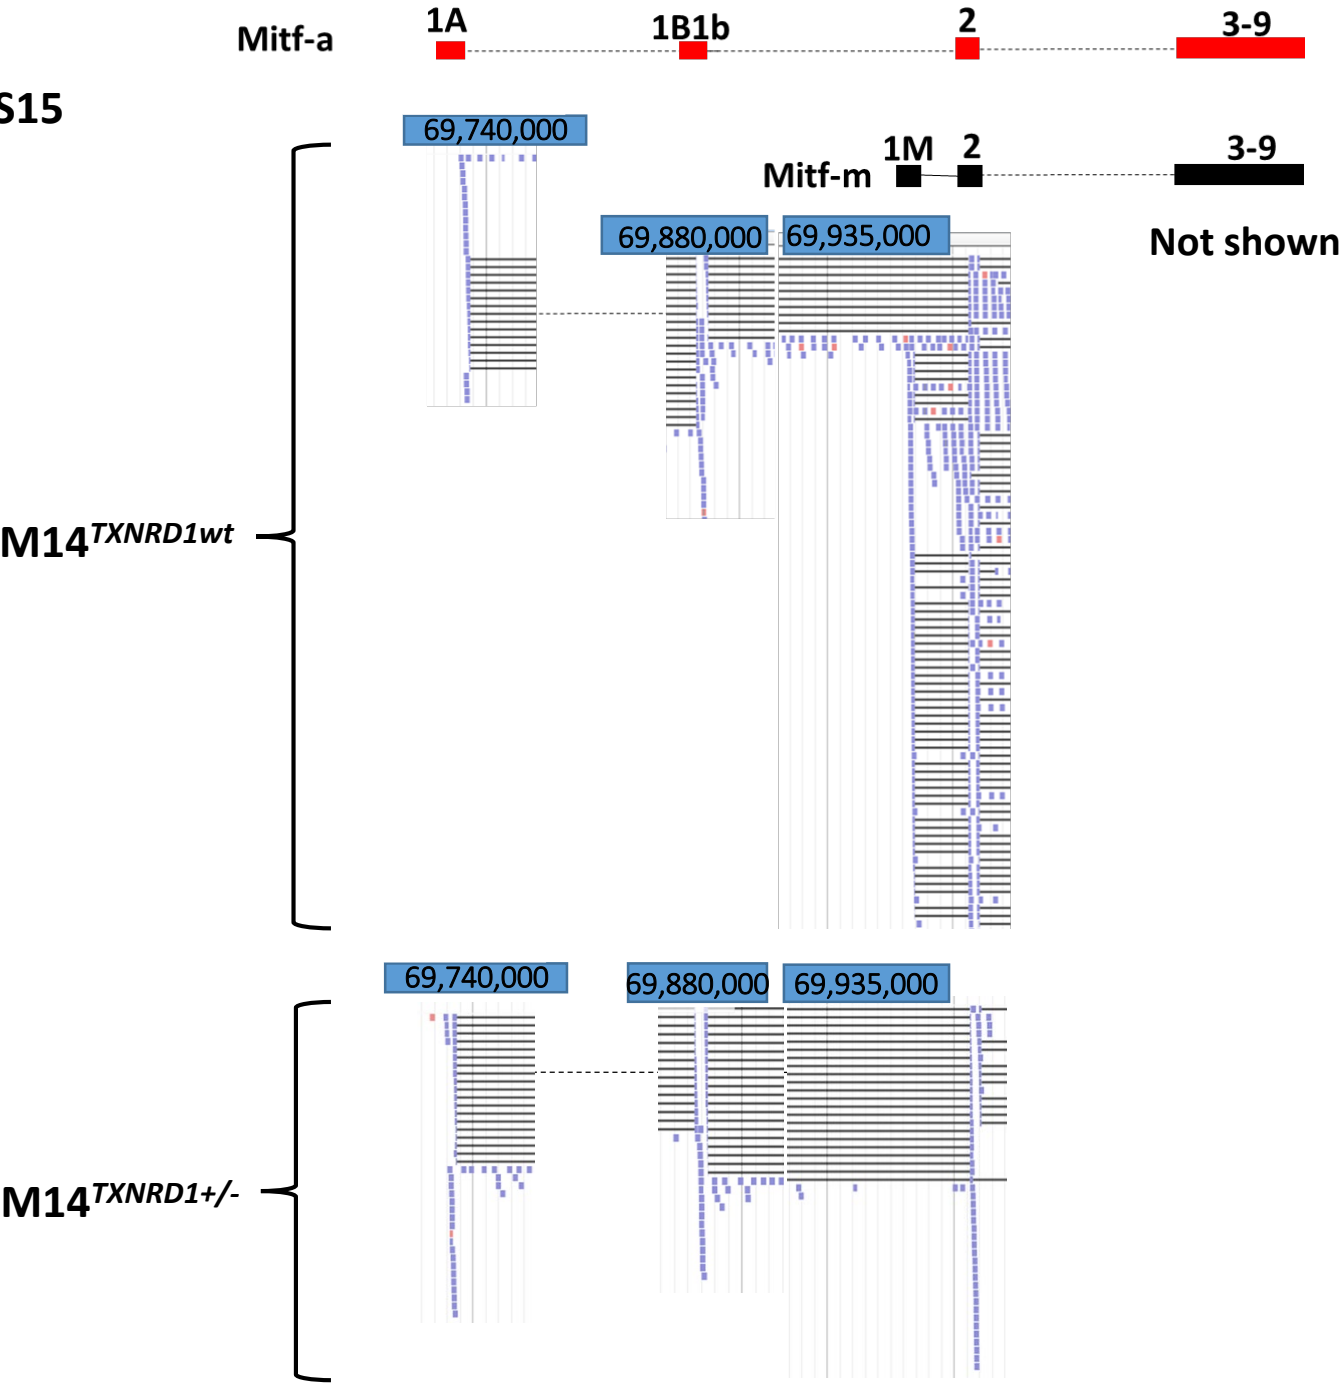 1A 1B1b 2 3-9
Mitf-a
S15
69,740,000
1M 2 3-9
Mitf-m
69,880,000 69,935,000
Not shown
M14TXNRD1wt
69,740,000 69,880,000 69,935,000
M14TXNRD1+/-